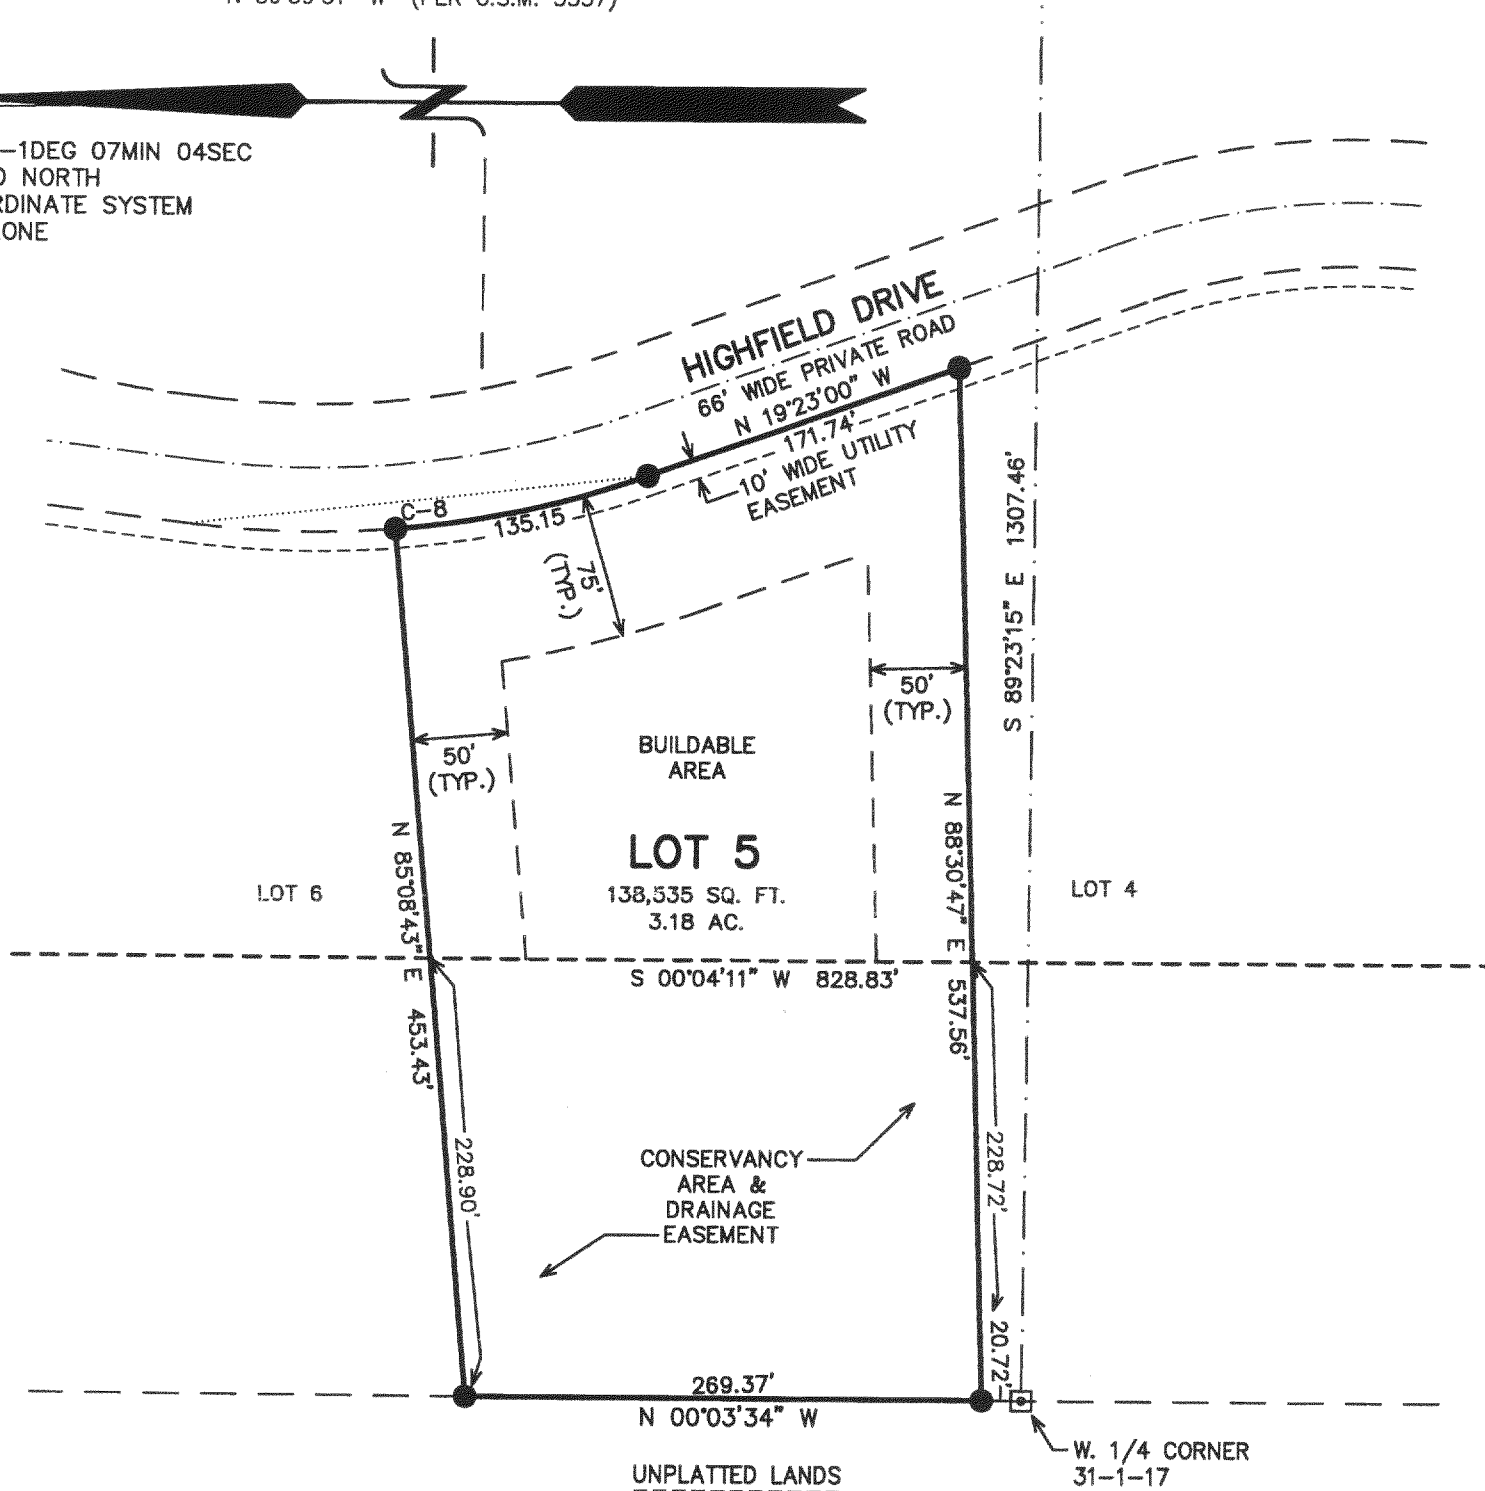 -1DEG 07MIN 04SEC
NORTH
SYSTEM
HIGHFIELD DRIVE
66' WIDE PRIVATE ROAD
N 19°23'00" W
171.74'
10' WIDE UTILITY
EASEMENT
C-8
135.15
75'
(TYP.)
S 89°23'15" E 1307.46'
50'
(TYP.)
50'
(TYP.)
BUILDABLE
AREA
LOT 5
138,535 SQ. FT.
3.18 AC.
LOT 6
LOT 4
N 85°08'43" E 453.43'
N 88°30'47" E 537.56'
S 00°04'11" W 828.83'
228.90'
228.72'
CONSERVANCY
AREA &
DRAINAGE
EASEMENT
20.72'
269.37'
N 00°03'34" W
W. 1/4 CORNER
31-1-17
UNPLATTED LANDS